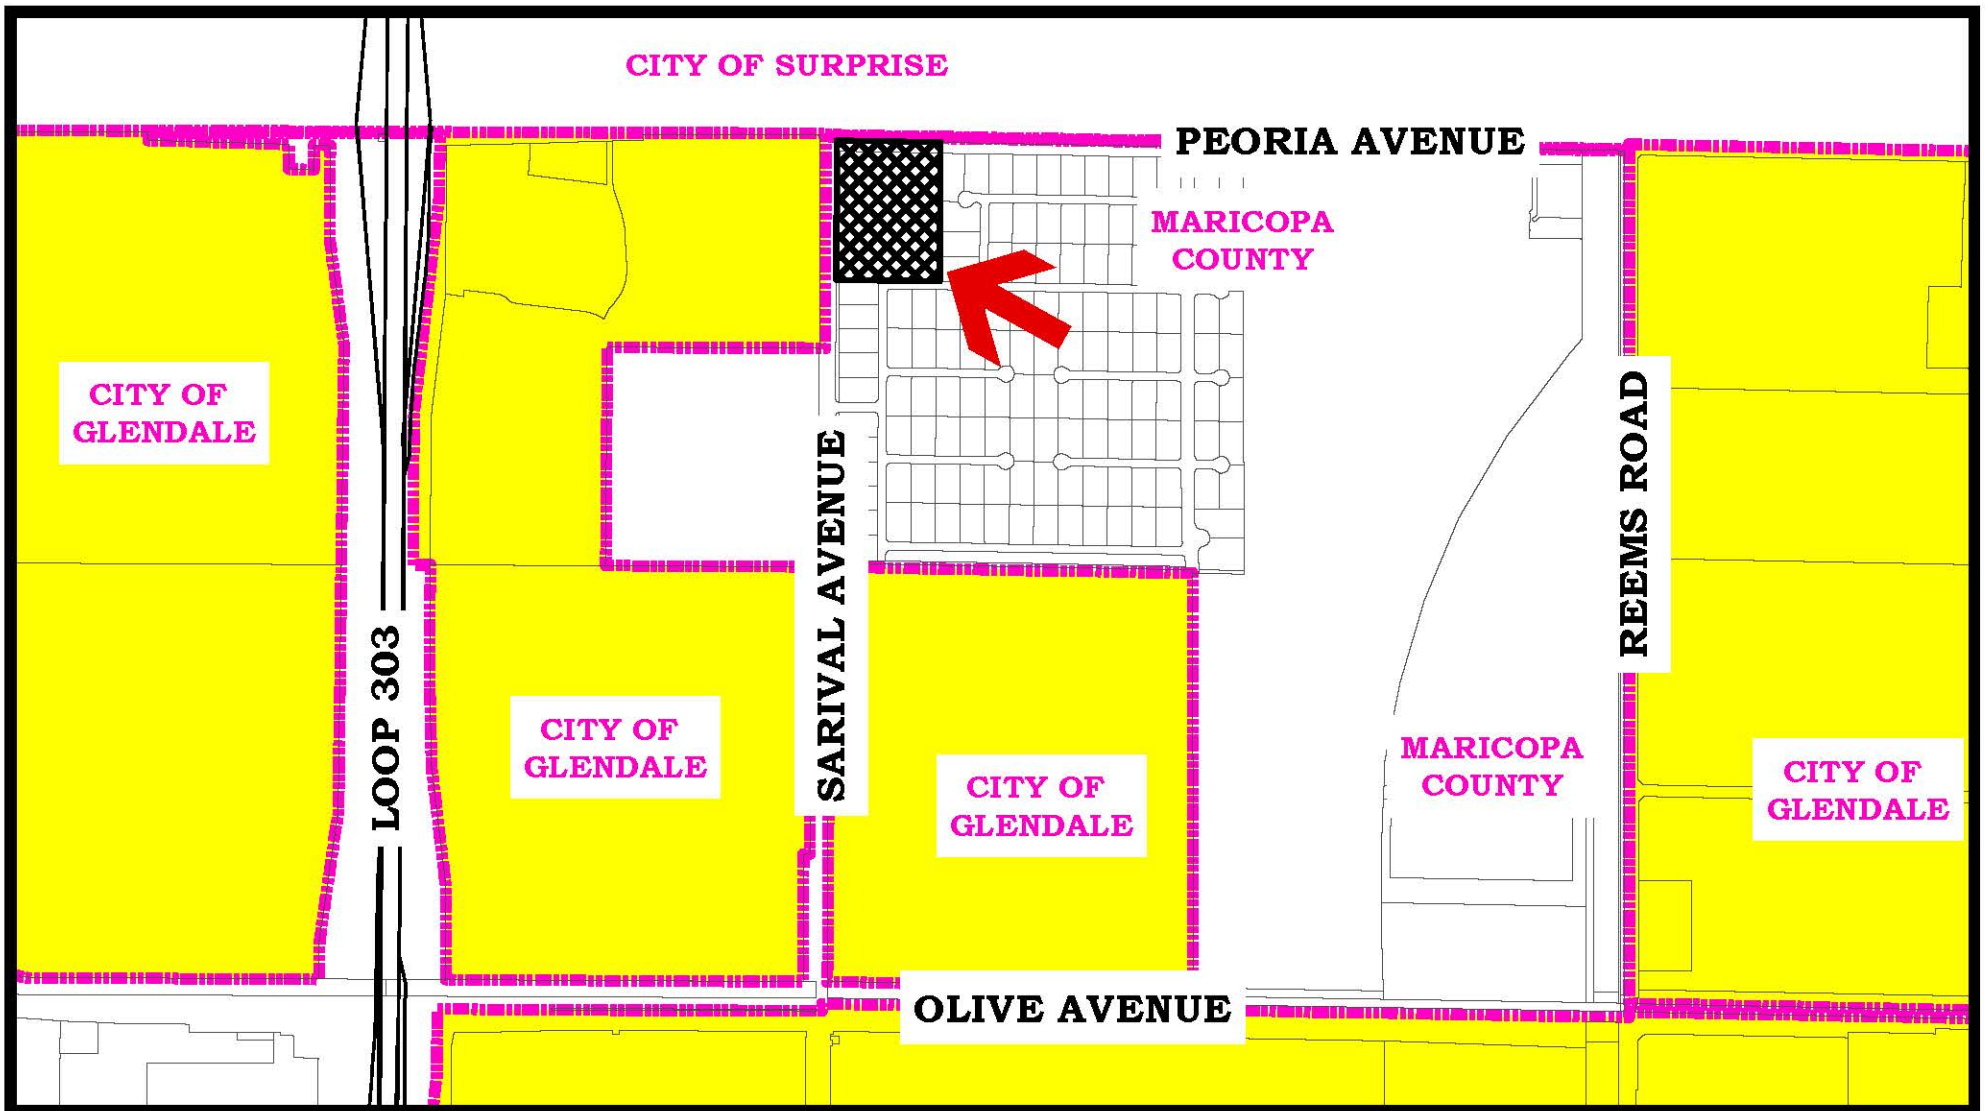 CITY OF SURPRISE
PEORIA AVENUE
MARICOPA
COUNTY
CITY OF
GLENDALE
SARIVAL AVENUE
REEMS ROAD
LOOP 303
CITY OF
GLENDALE
CITY OF
GLENDALE
MARICOPA
COUNTY
CITY OF
GLENDALE
OLIVE AVENUE